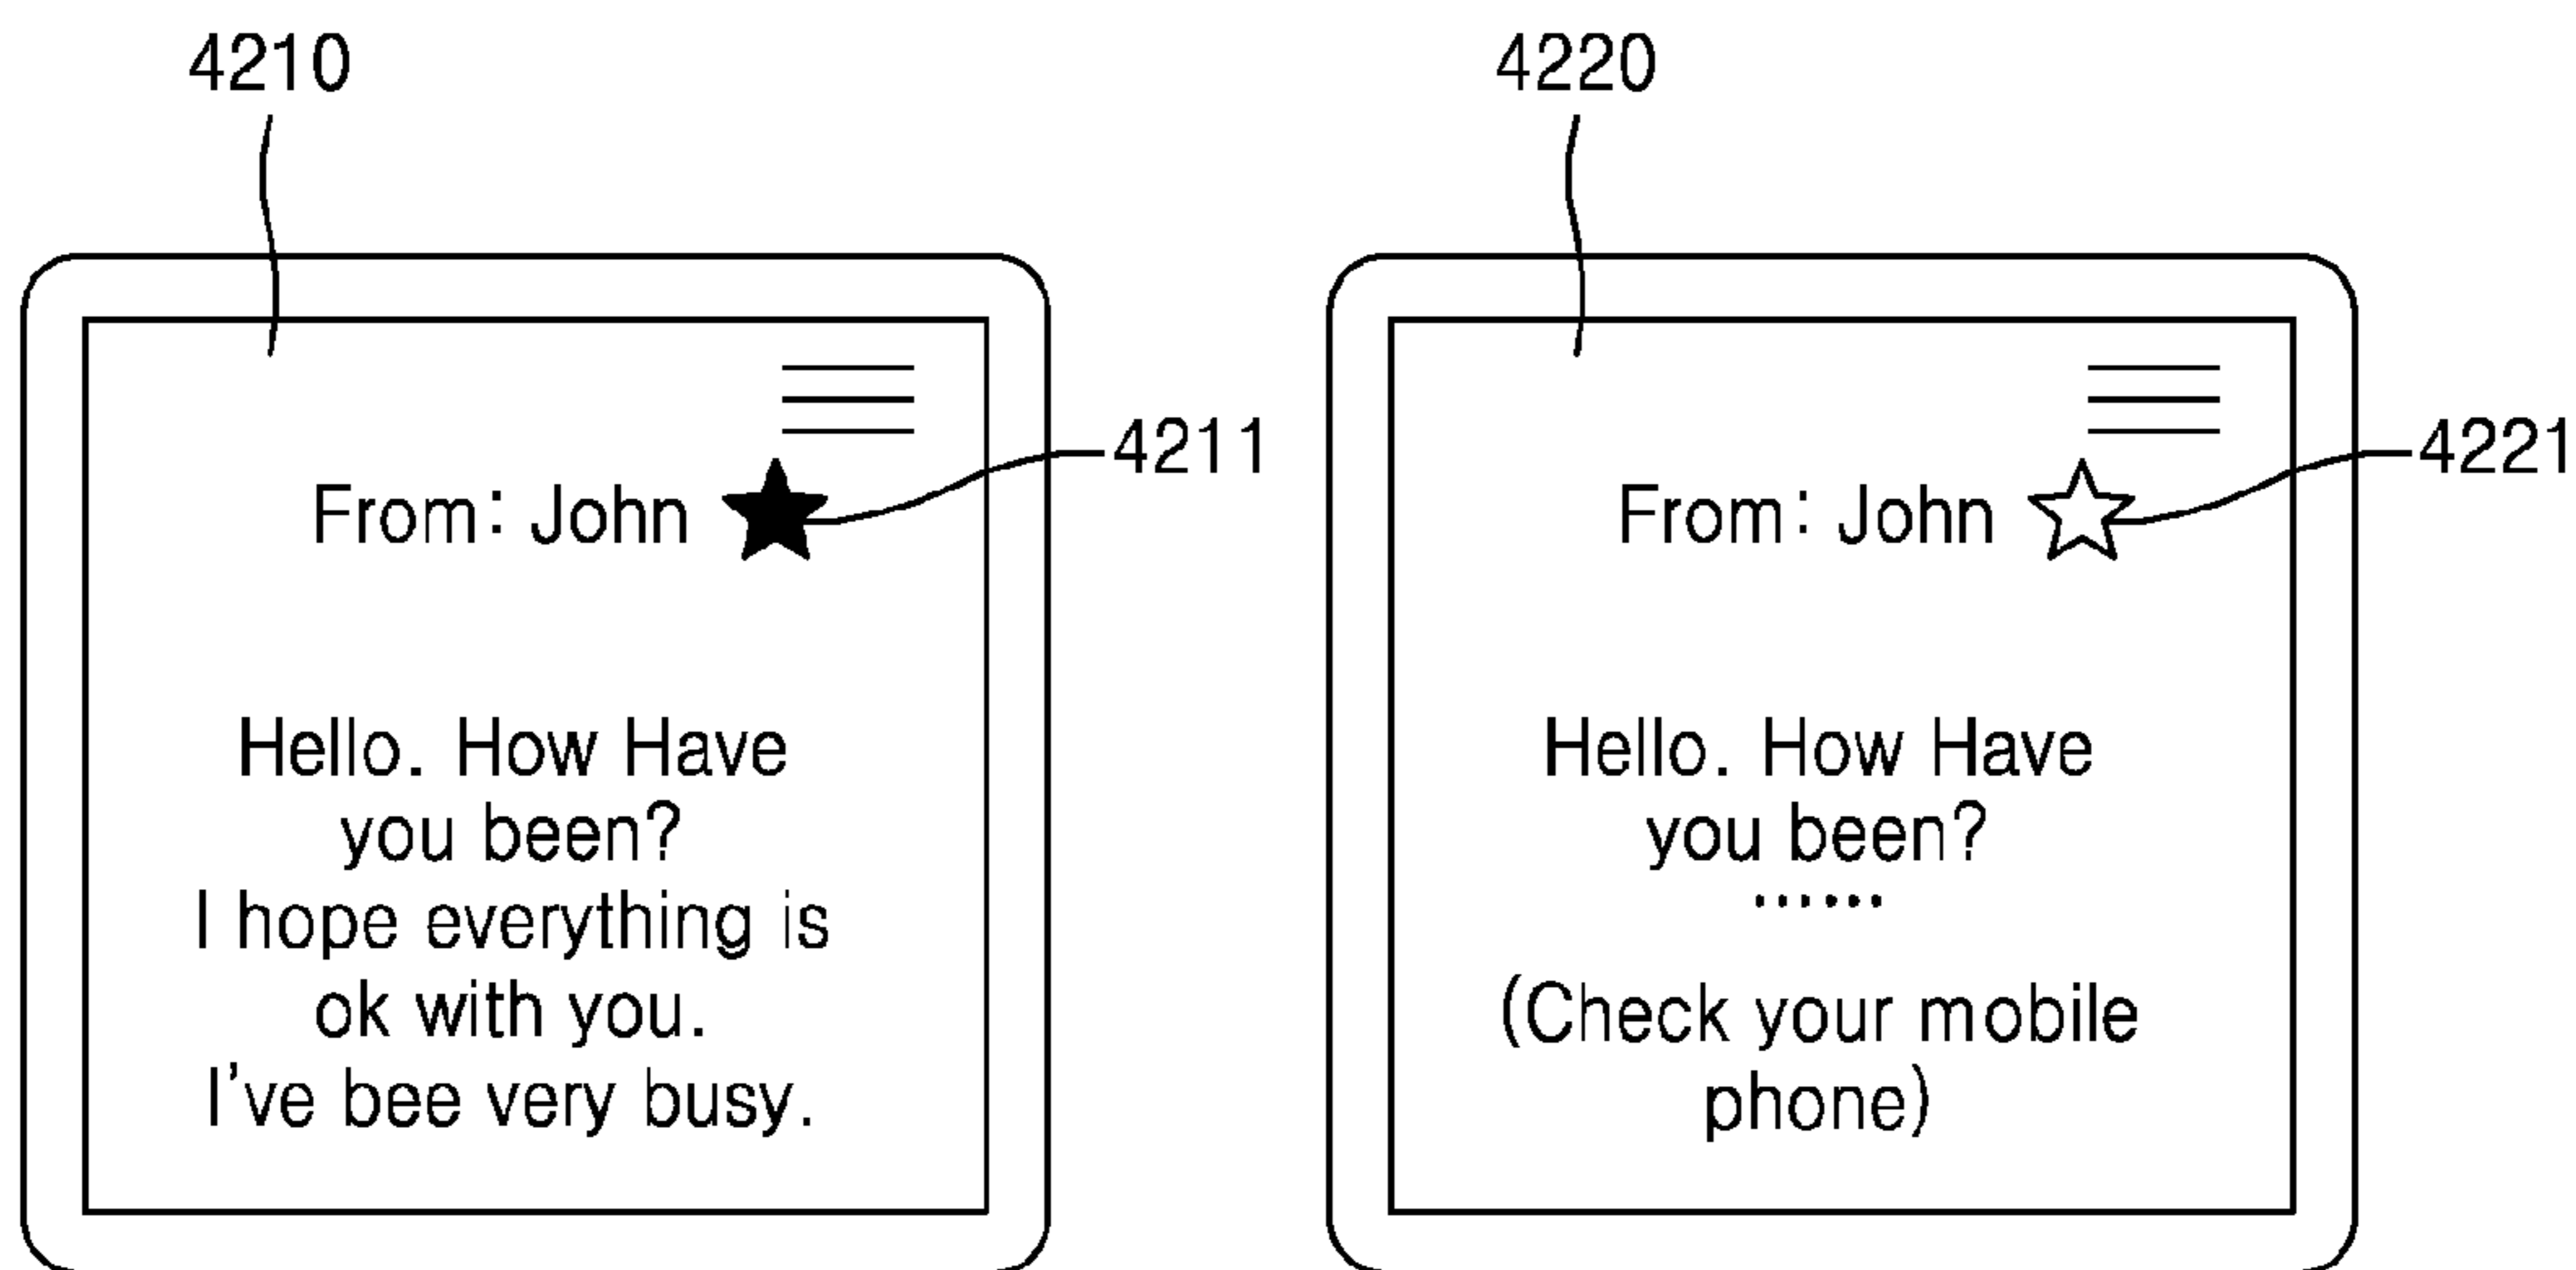 4210
4220
4211
4221
From: John
Hello. How Have
you been?
I hope everything is
ok with you.
I've bee very busy.
From: John
Hello. How Have
you been?
······
(Check your mobile
phone)